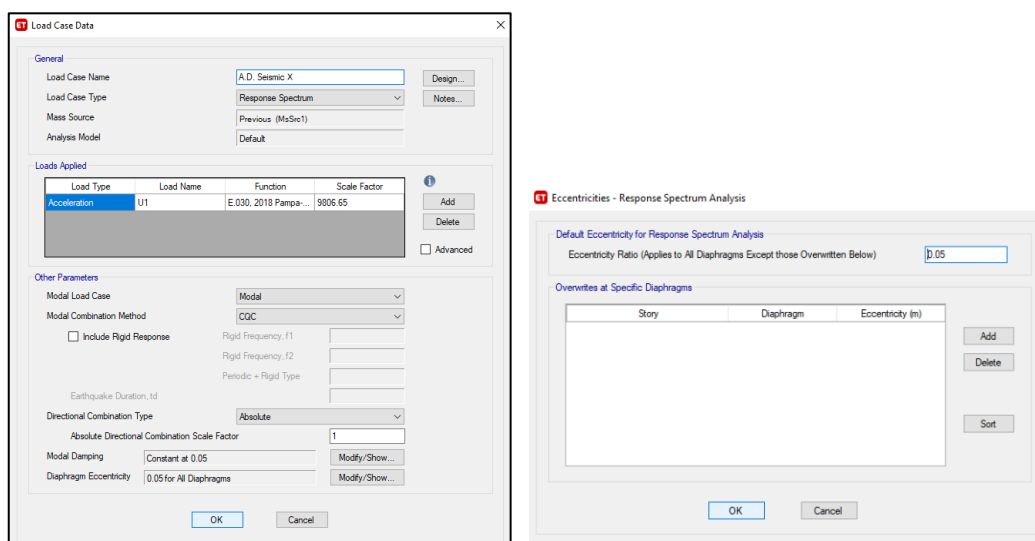 ET Load Case Data
General
Load Case Name A.D. Seismic X Design...
Load Case Type Response Spectrum Notes...
Mass Source Previous (MsSrc1)
Analysis Model Default
Loads Applied
Load Type Load Name Function Scale Factor
Acceleration U1 E.030, 2018 Pampa-... 9806.65 Add
Delete
Advanced
Other Parameters
Modal Load Case Modal
Modal Combination Method CQC
Include Rigid Response Rigid Frequency, f1
Rigid Frequency, f2
Periodic + Rigid Type
Earthquake Duration, td
Directional Combination Type Absolute
Absolute Directional Combination Scale Factor 1
Modal Damping Constant at 0.05 Modify/Show...
Diaphragm Eccentricity 0.05 for All Diaphragms Modify/Show...
OK Cancel
ET Eccentricities - Response Spectrum Analysis
Default Eccentricity for Response Spectrum Analysis
Eccentricity Ratio (Applies to All Diaphragms Except those Overwritten Below) 0.05
Overwrites at Specific Diaphragms
Story Diaphragm Eccentricity (m)
Add
Delete
Sort
OK Cancel